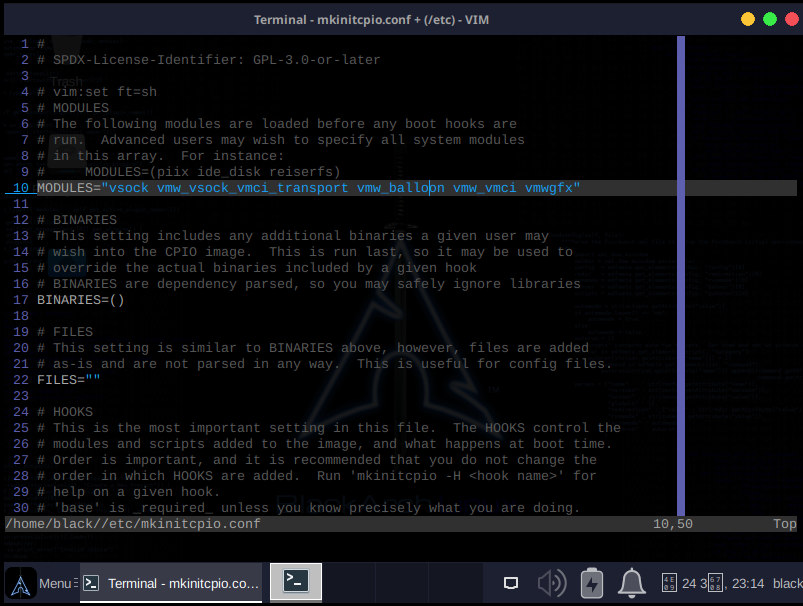 Terminal - mkinitcpio.conf + (/etc) - VIM
1 #
2 # SPDX-License-Identifier: GPL-3.0-or-later
3
Trash
4 # vim:set ft=sh
5 # MODULES
6 # The following modules are loaded before any boot hooks are
7 # run.  Advanced users may wish to specify all system modules
8 # in this array.  For instance:
9 #     MODULES=(piix ide_disk reiserfs)
10 MODULES="vsock vmw_vsock_vmci_transport vmw_balloon vmw_vmci vmwgfx"
11
12 # BINARIES
13 # This setting includes any additional binaries a given user may
14 # wish into the CPIO image.  This is run last, so it may be used to
15 # override the actual binaries included by a given hook
16 # BINARIES are dependency parsed, so you may safely ignore libraries
17 BINARIES=()
18
19 # FILES
20 # This setting is similar to BINARIES above, however, files are added
21 # as-is and are not parsed in any way.  This is useful for config files.
22 FILES=""
23
24 # HOOKS
25 # This is the most important setting in this file.  The HOOKS control the
26 # modules and scripts added to the image, and what happens at boot time.
27 # Order is important, and it is recommended that you do not change the
28 # order in which HOOKS are added.  Run 'mkinitcpio -H <hook name>' for
29 # help on a given hook.
BlackArch
30 # 'base' is _required_ unless you know precisely what you are doing.
/home/black//etc/mkinitcpio.conf 10,50 Top
Menu Terminal - mkinitcpio.co... 24 3 , 23:14 black